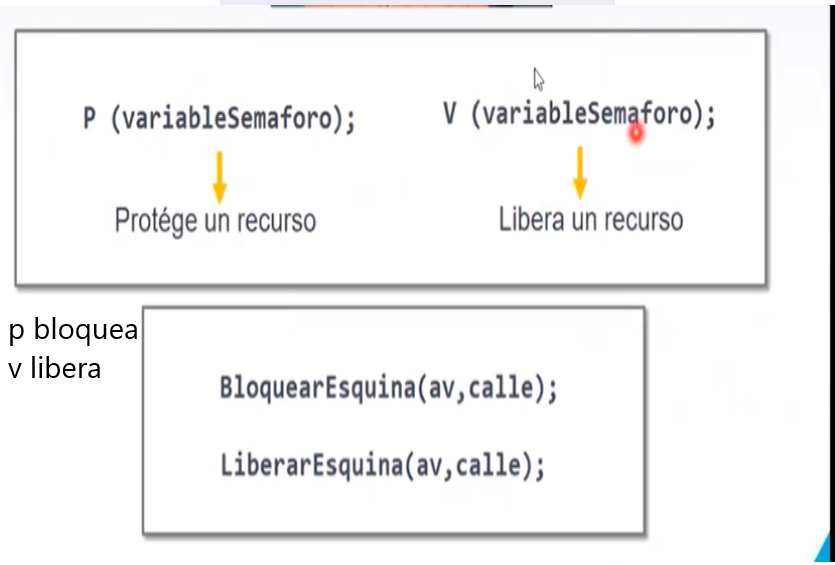 P (variableSemaforo);
V (variableSemaforo);
Protége un recurso
Libera un recurso
p bloquea
v libera
BloquearEsquina(av,calle);
LiberarEsquina(av,calle);